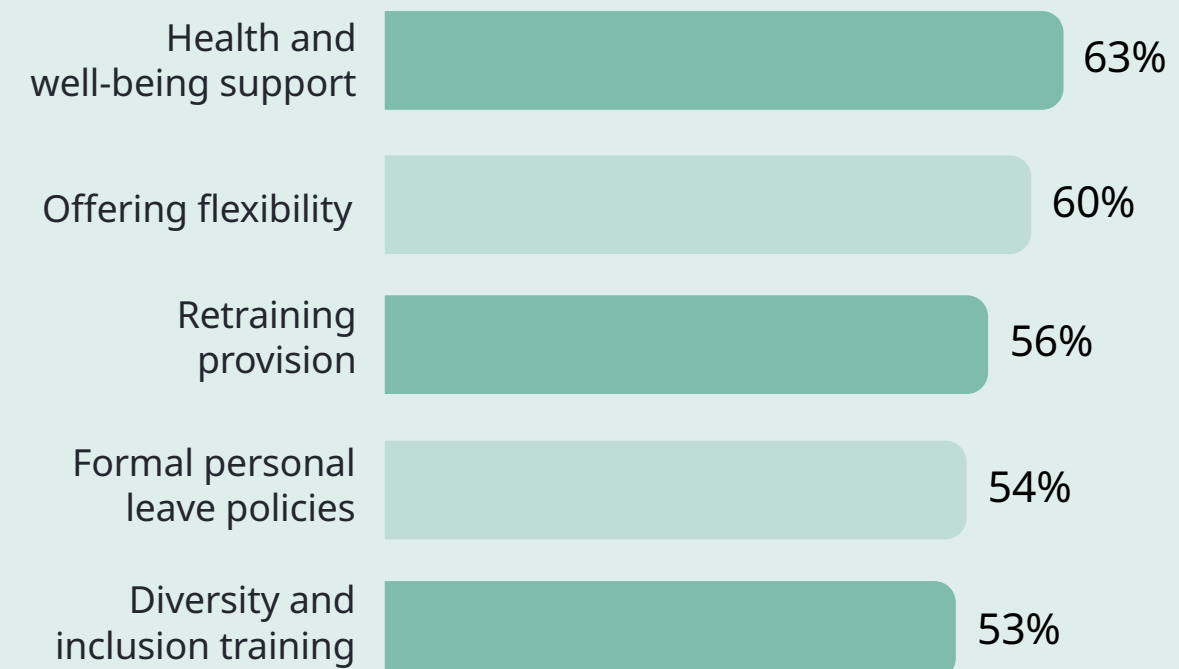 Health and
well-being support
63%
Offering flexibility
60%
Retraining
provision
56%
Formal personal
leave policies
54%
Diversity and
inclusion training
53%